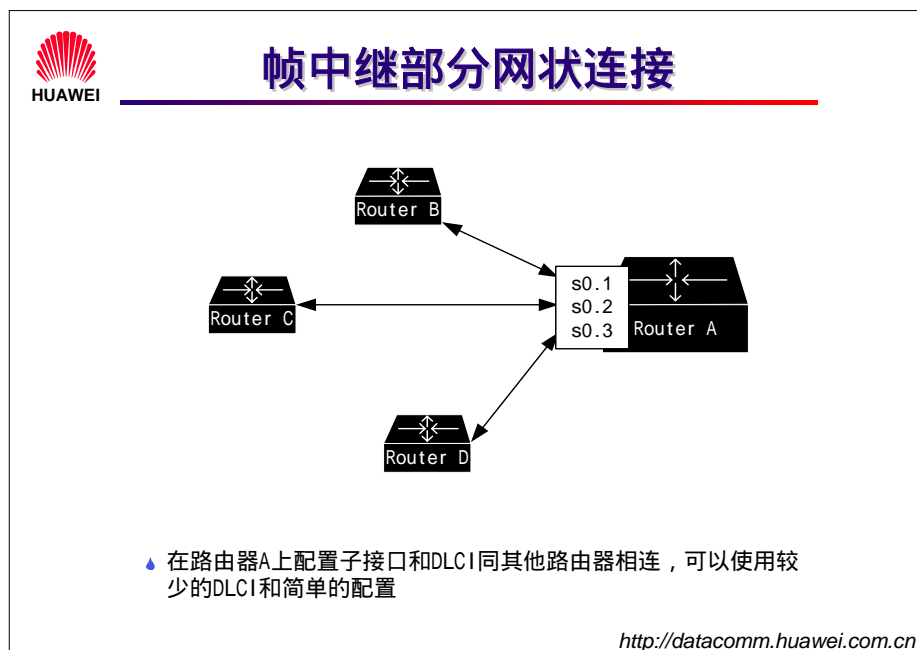 HUAWEI
帧中继部分网状连接
Router B
Router C
s0.1
s0.2
s0.3
Router A
Router D
在路由器A上配置子接口和DLCI同其他路由器相连，可以使用较
少的DLCI和简单的配置
http://datacomm.huawei.com.cn